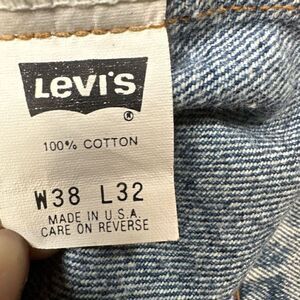 LEVI'S
®
100% COTTON
W38 L32
MADE IN U.S.A.
CARE ON REVERSE